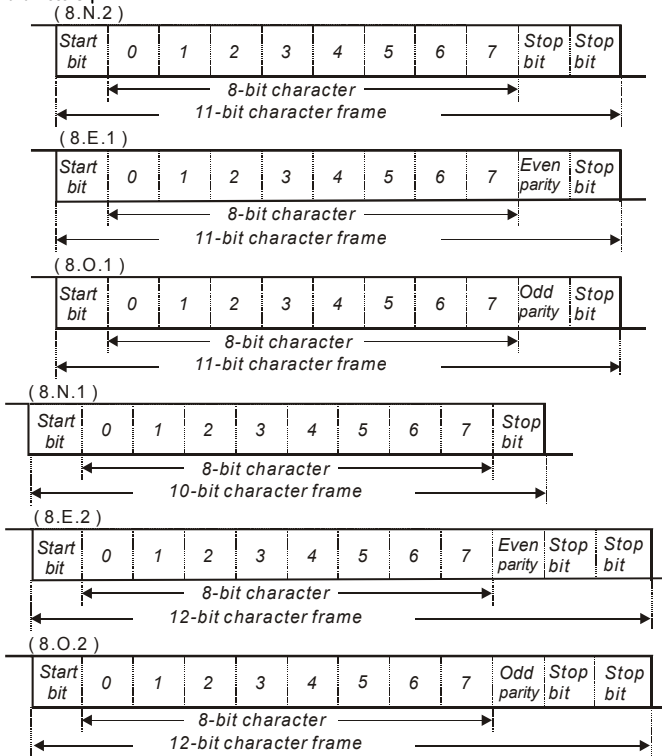 (8.N.2)
Start bit 0 1 2 3 4 5 6 7 Stop bit Stop bit
8-bit character
11-bit character frame
(8.E.1)
Start bit 0 1 2 3 4 5 6 7 Even parity Stop bit
8-bit character
11-bit character frame
(8.O.1)
Start bit 0 1 2 3 4 5 6 7 Odd parity Stop bit
8-bit character
11-bit character frame
(8.N.1)
Start bit 0 1 2 3 4 5 6 7 Stop bit
8-bit character
10-bit character frame
(8.E.2)
Start bit 0 1 2 3 4 5 6 7 Even parity Stop bit Stop bit
8-bit character
12-bit character frame
(8.O.2)
Start bit 0 1 2 3 4 5 6 7 Odd parity Stop bit Stop bit
8-bit character
12-bit character frame